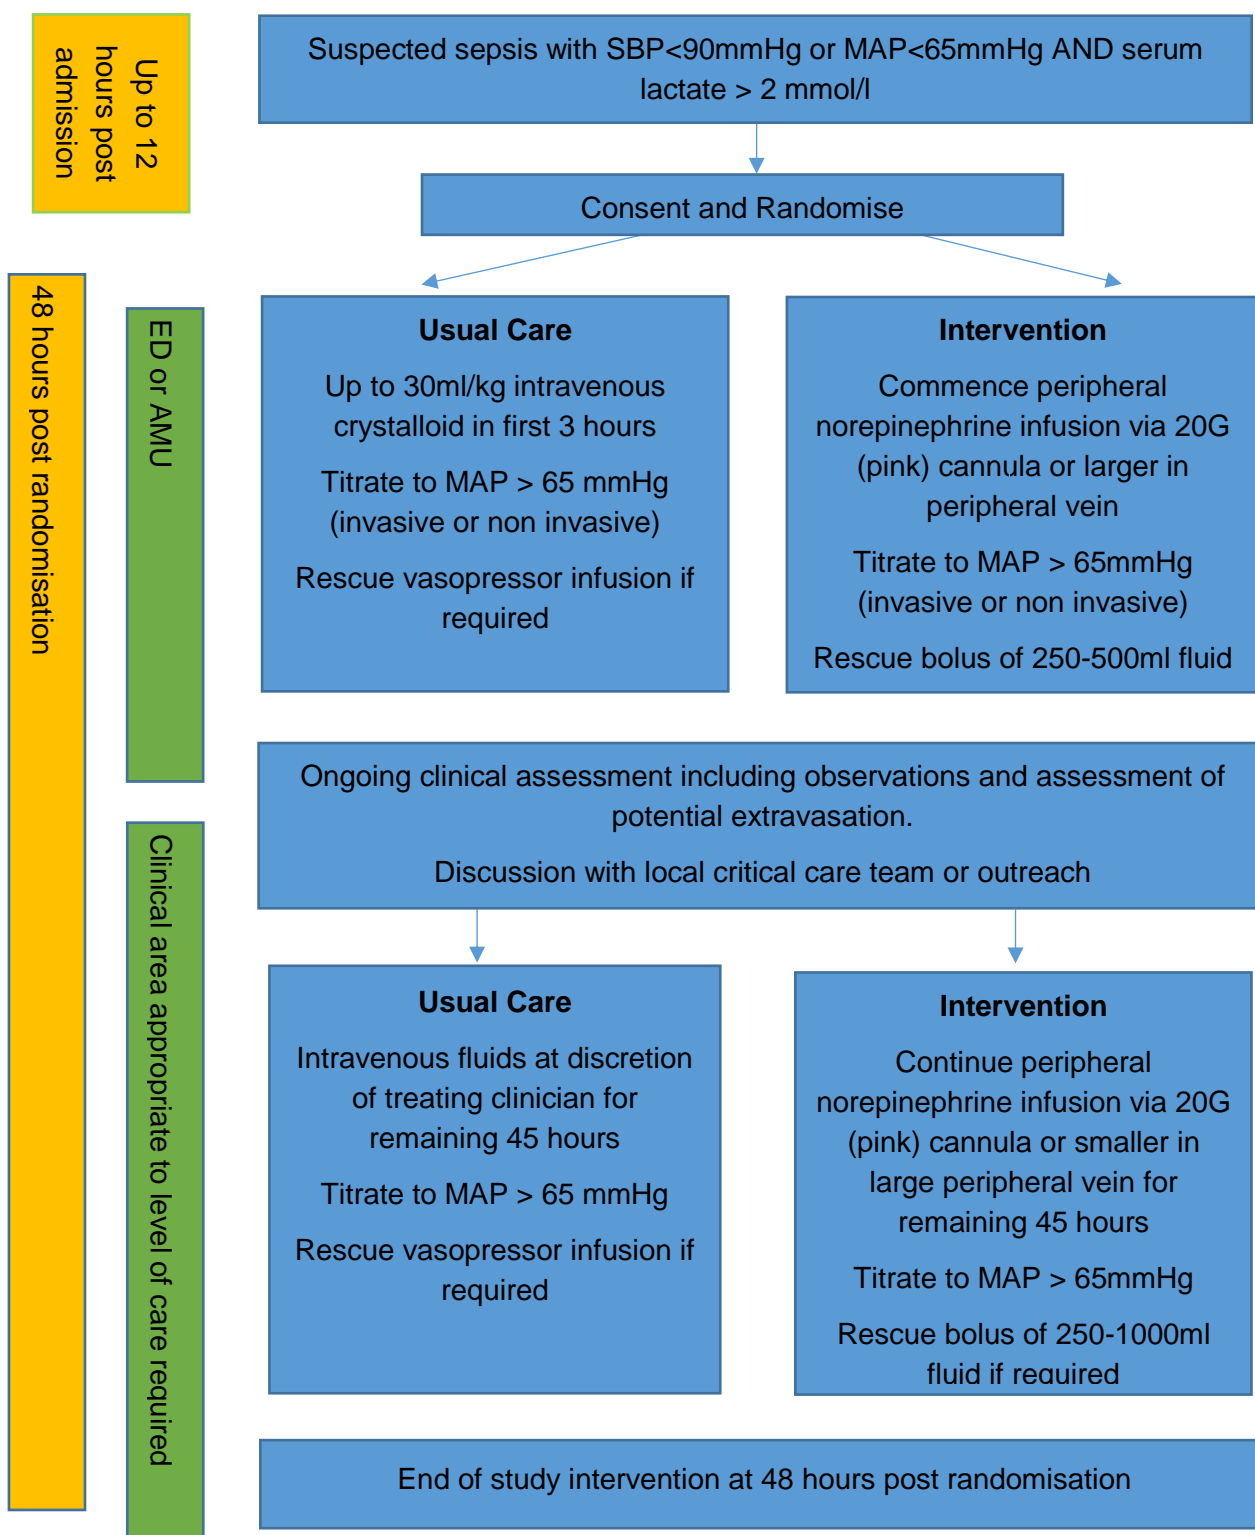 Up to 12
hours post
admission
Suspected sepsis with SBP<90mmHg or MAP<65mmHg AND serum
lactate > 2 mmol/l
Consent and Randomise
48 hours post randomisation
ED or AMU
Usual Care
Up to 30ml/kg intravenous
crystalloid in first 3 hours
Titrate to MAP > 65 mmHg
(invasive or non invasive)
Rescue vasopressor infusion if
required
Intervention
Commence peripheral
norepinephrine infusion via 20G
(pink) cannula or larger in
peripheral vein
Titrate to MAP > 65mmHg
(invasive or non invasive)
Rescue bolus of 250-500ml fluid
Ongoing clinical assessment including observations and assessment of
potential extravasation.
Discussion with local critical care team or outreach
Clinical area appropriate to level of care required
Usual Care
Intravenous fluids at discretion
of treating clinician for
remaining 45 hours
Titrate to MAP > 65 mmHg
Rescue vasopressor infusion if
required
Intervention
Continue peripheral
norepinephrine infusion via 20G
(pink) cannula or smaller in
large peripheral vein for
remaining 45 hours
Titrate to MAP > 65mmHg
Rescue bolus of 250-1000ml
fluid if required
End of study intervention at 48 hours post randomisation